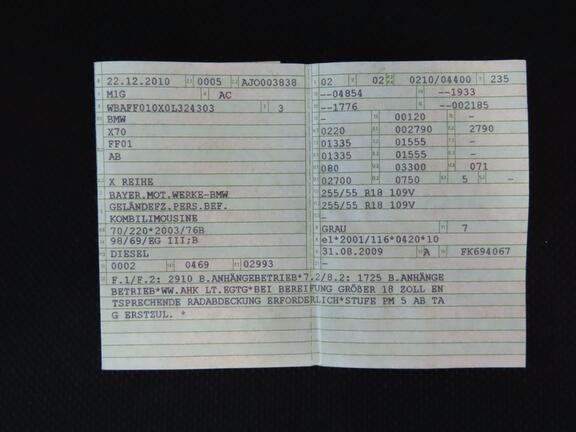 22.12.2010 0005 AJO003838
M1G AC
WBAFF010X0L324303 3
BMW
X70
FF01
AB
X REIHE
BAYER.MOT.WERKE-BMW
GELÄNDEFZ.PERS.BEF.
KOMBILIMOUSINE
70/220*2003/76B
98/69/EG III;B
DIESEL
0002 0469 02993
02 02 0210/04400 235
--04854 --1933
--1776 --002185
- 00120 -
0220 002790 2790
01335 01555 -
01335 01555 -
080 03300 071
02700 0750 5 -
255/55 R18 109V
255/55 R18 109V
-
GRAU 7
e1*2001/116*0420*10
31.08.2009 A FK694067
F.1/F.2: 2910 B.ANHÄNGEBETRIEB*7.2/8.2: 1725 B.ANHÄNGE
BETRIEB*WW.AHK LT.EGTG*BEI BEREIFUNG GRÖßER 18 ZOLL EN
TSPRECHENDE RADABDECKUNG ERFORDERLICH*STUFE PM 5 AB TA
G ERSTZUL. *